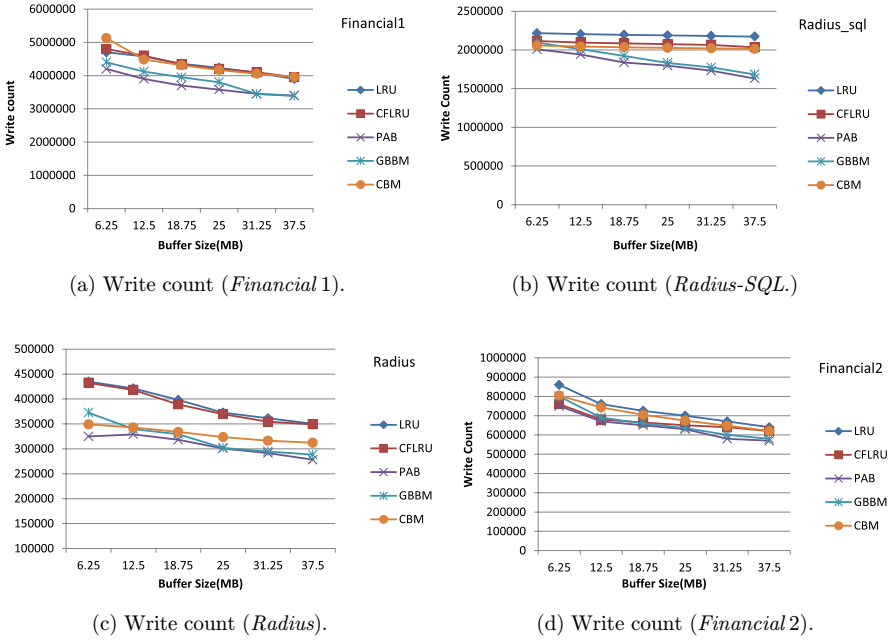 Financial1
6000000
5000000
4000000
3000000
2000000
1000000
0
Write Count
6.25 12.5 18.75 25 31.25 37.5
Buffer Size(MB)
LRU
CFLRU
PAB
GBBM
CBM
(a) Write count (Financial 1).
Radius_sql
2500000
2000000
1500000
1000000
500000
0
Write count
6.25 12.5 18.75 25 31.25 37.5
Buffer Size(MB)
LRU
CFLRU
PAB
GBBM
CBM
(b) Write count (Radius-SQL.)
Radius
500000
450000
400000
350000
300000
250000
200000
150000
100000
6.25 12.5 18.75 25 31.25 37.5
Buffer Size(MB)
LRU
CFLRU
PAB
GBBM
CBM
(c) Write count (Radius).
Financial2
1000000
900000
800000
700000
600000
500000
400000
300000
200000
100000
0
Write Count
6.25 12.5 18.75 25 31.25 37.5
Buffer Size(MB)
LRU
CFLRU
PAB
GBBM
CBM
(d) Write count (Financial 2).